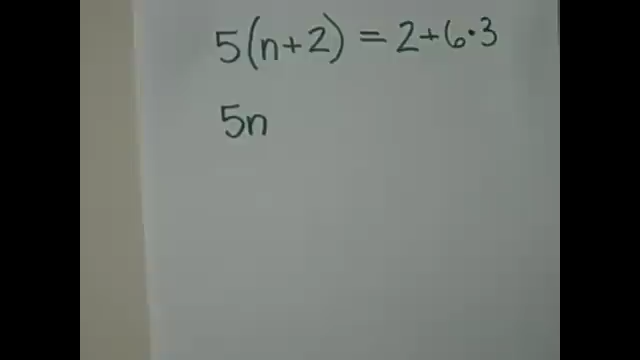 5(n+2) = 2+6·3
5n